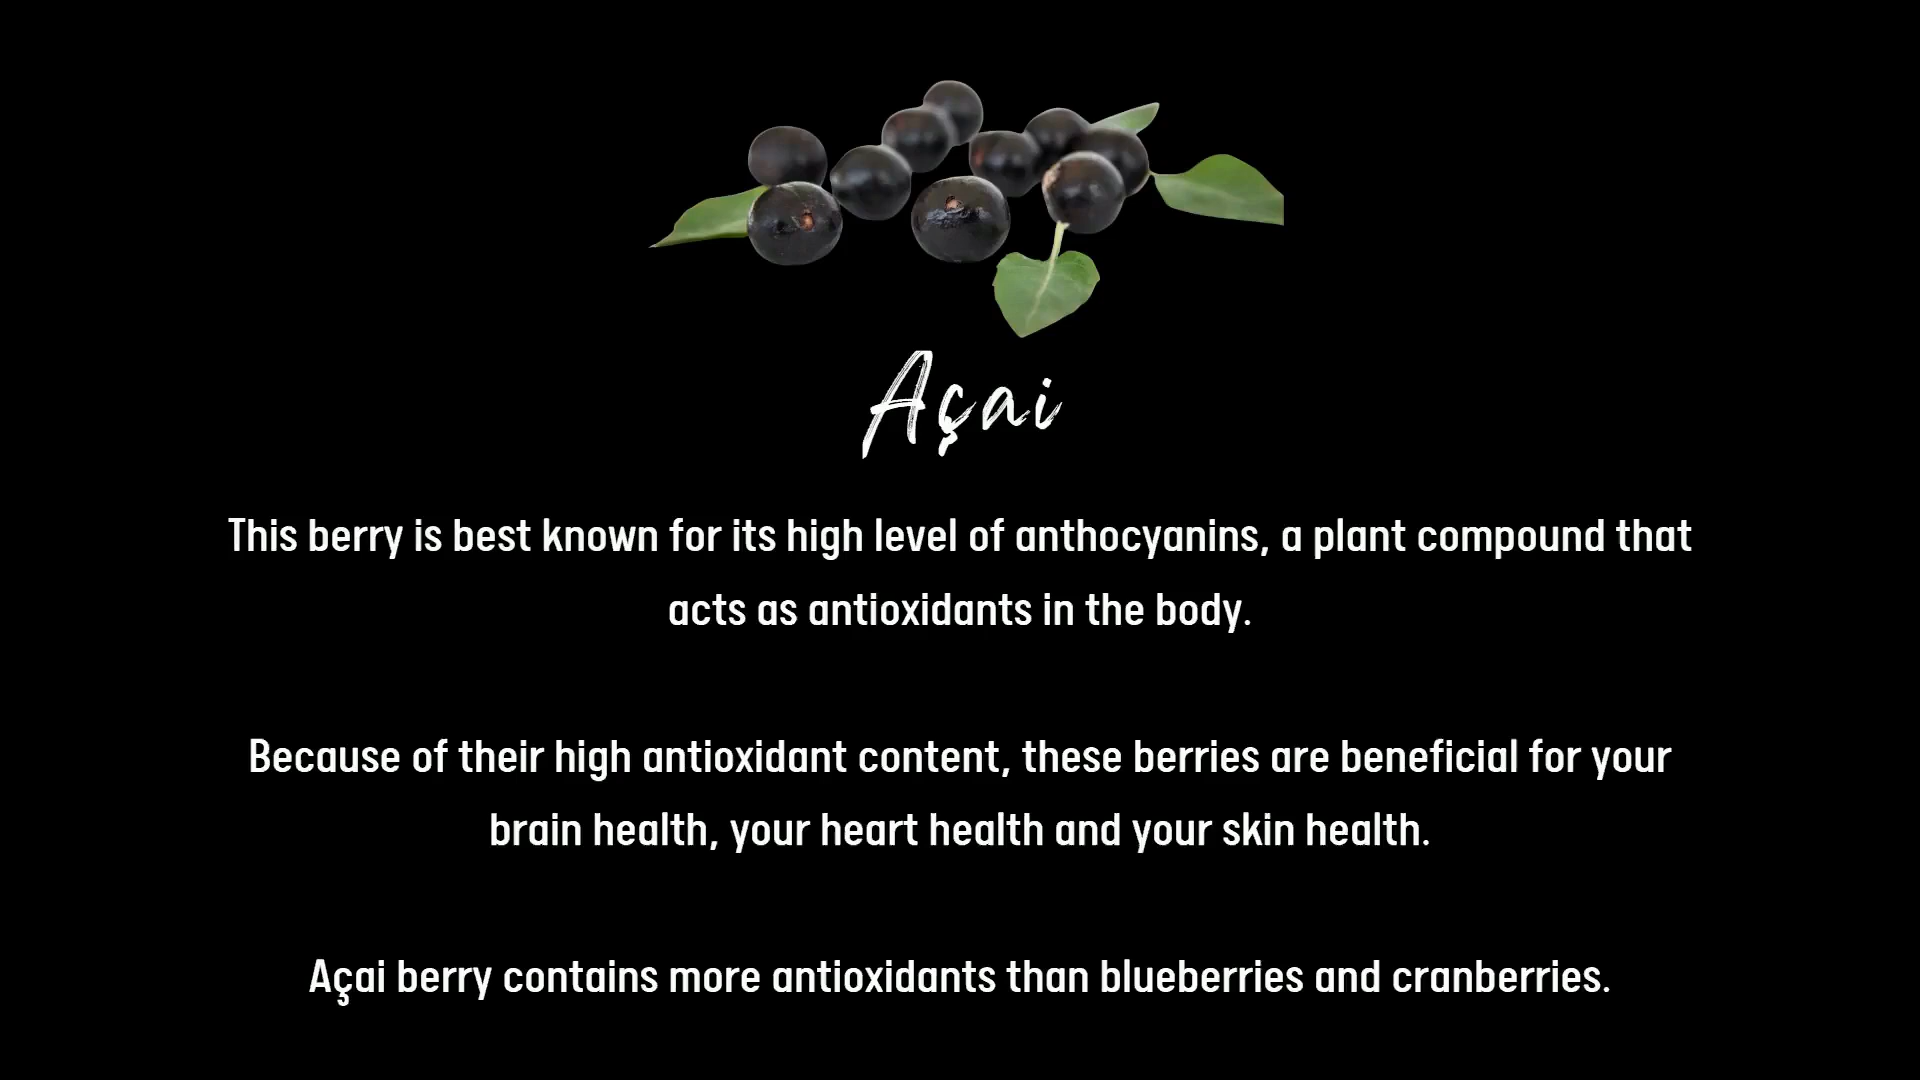 Açai
This berry is best known for its high level of anthocyanins, a plant compound that
acts as antioxidants in the body.
Because of their high antioxidant content, these berries are beneficial for your
brain health, your heart health and your skin health.
Açai berry contains more antioxidants than blueberries and cranberries.